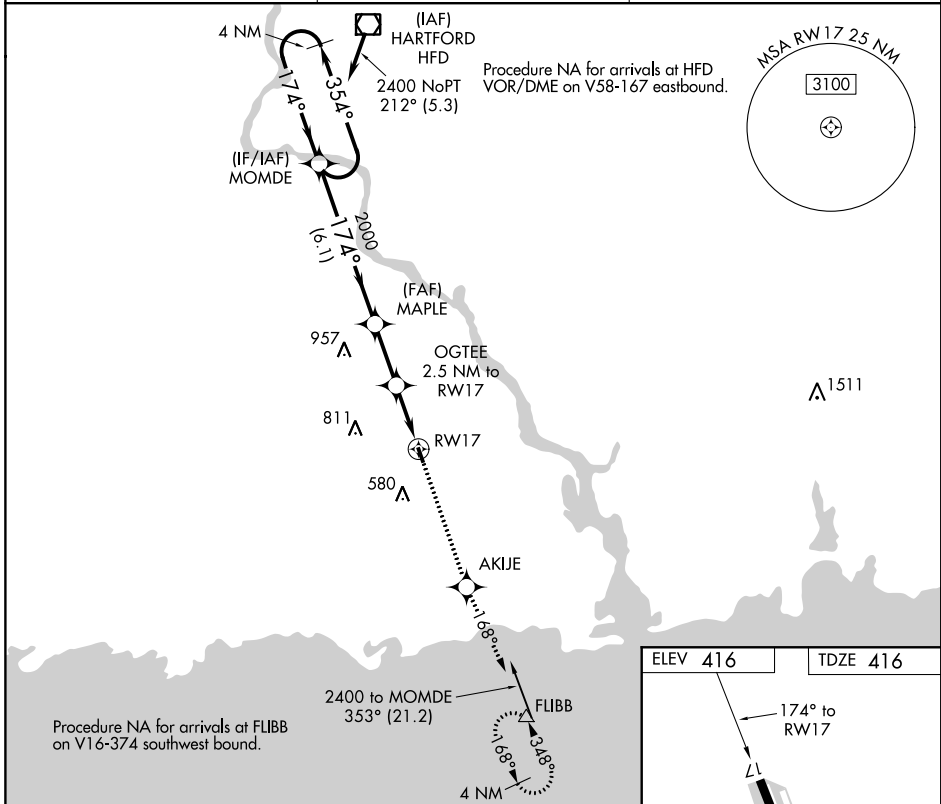 4 NM
(IAF)
HARTFORD
HFD
2400 NoPT
212° (5.3)
Procedure NA for arrivals at HFD
VOR/DME on V58-167 eastbound.
MSA RW17 25 NM
3100
174°
354°
(IF/IAF)
MOMDE
2000
174°
(6.1)
(FAF)
MAPLE
957
OGTEE
2.5 NM to
RW17
1511
811
RW17
580
AKIJE
168°
2400 to MOMDE
353° (21.2)
FLIBB
Procedure NA for arrivals at FLIBB
on V16-374 southwest bound.
168°
348°
4 NM
ELEV 416
TDZE 416
174° to
RW17
17